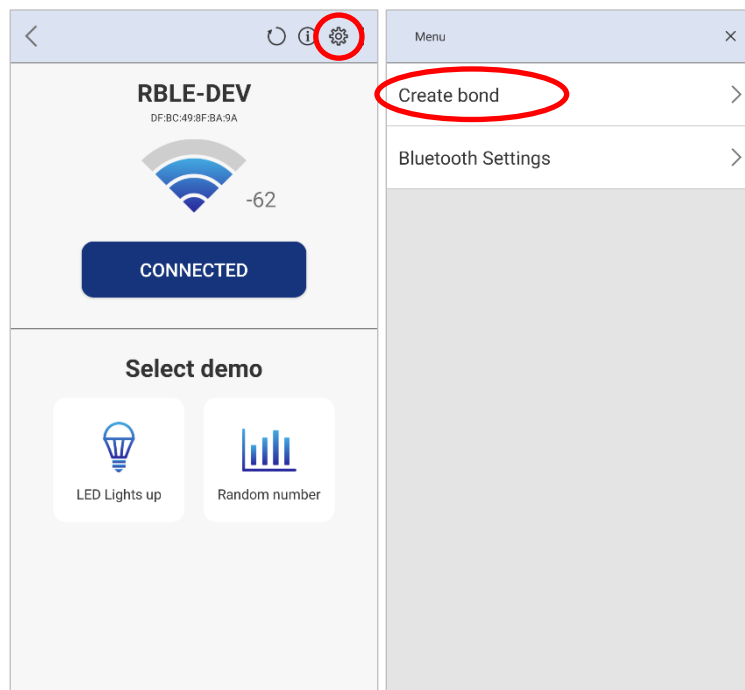 RBLE-DEV
DF:BC:49:8F:BA:9A
-62
CONNECTED
Select demo
LED Lights up
Random number
Menu
Create bond
Bluetooth Settings